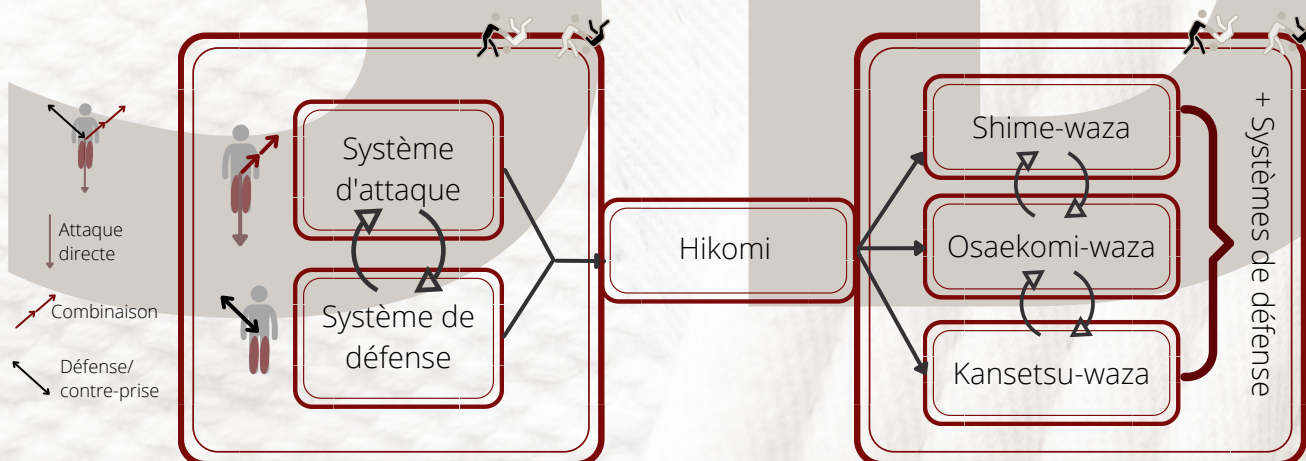 Attaque
directe
Combinaison
Défense/
contre-prise
Système
d'attaque
Système de
défense
Hikomi
Shime-waza
Osaekomi-waza
Kansetsu-waza
+ Systèmes de défense